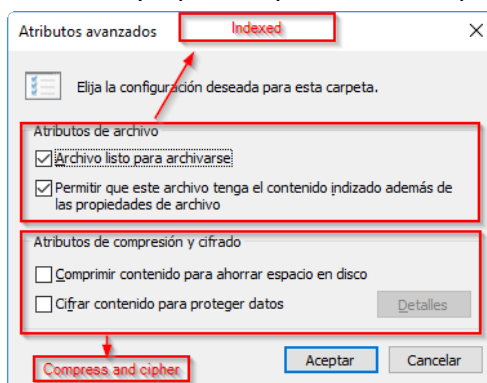 Atributos avanzados
Indexed
Elija la configuración deseada para esta carpeta.
Atributos de archivo
Archivo listo para archivarse
Permitir que este archivo tenga el contenido indizado además de
las propiedades de archivo
Atributos de compresión y cifrado
Comprimir contenido para ahorrar espacio en disco
Cifrar contenido para proteger datos
Detalles
Compress and cipher
Aceptar
Cancelar